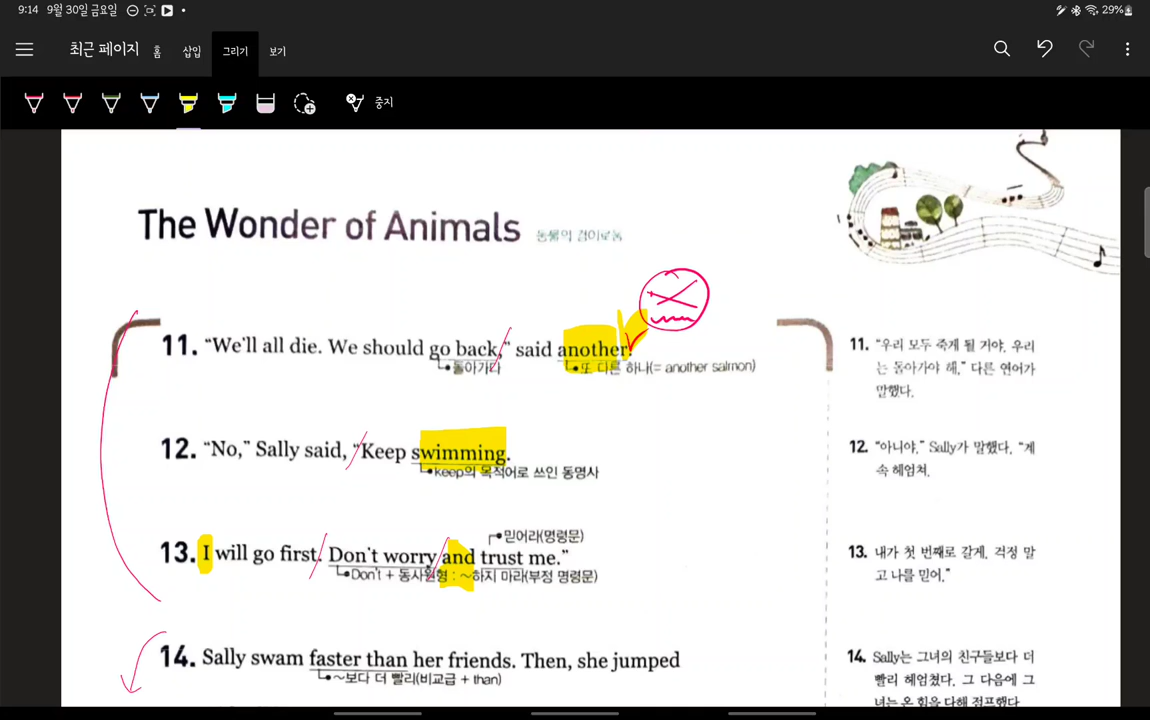 9:14 9월 30일 금요일
29%
최근 페이지 홈 삽입 그리기 보기
중지
The Wonder of Animals 동물의 경이로움
11. “We’ll all die. We should go back,” said another.
돌아가다
또 다른 하나(= another salmon)
12. “No,” Sally said, “Keep swimming.
keep의 목적어로 쓰인 동명사
믿어라(명령문)
13. I will go first. Don’t worry and trust me.”
Don’t + 동사원형 : ~하지 마라(부정 명령문)
14. Sally swam faster than her friends. Then, she jumped
~보다 더 빨리(비교급 + than)
11. “우리 모두 죽게 될 거야. 우리
는 돌아가야 해,” 다른 연어가
말했다.
12. “아니야,” Sally가 말했다, “계
속 헤엄쳐.
13. 내가 첫 번째로 갈게. 걱정 말
고 나를 믿어.”
14. Sally는 그녀의 친구들보다 더
빨리 헤엄쳤다. 그 다음에 그
녀는 온 힘을 다해 점프했다